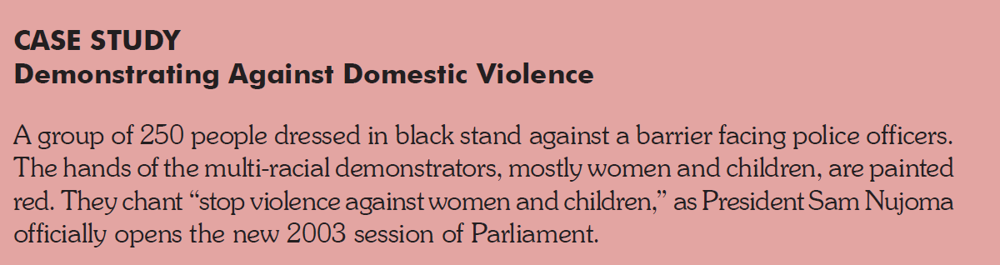 CASE STUDY
Demonstrating Against Domestic Violence
A group of 250 people dressed in black stand against a barrier facing police officers.
The hands of the multi-racial demonstrators, mostly women and children, are painted
red. They chant “stop violence against women and children,” as President Sam Nujoma
officially opens the new 2003 session of Parliament.